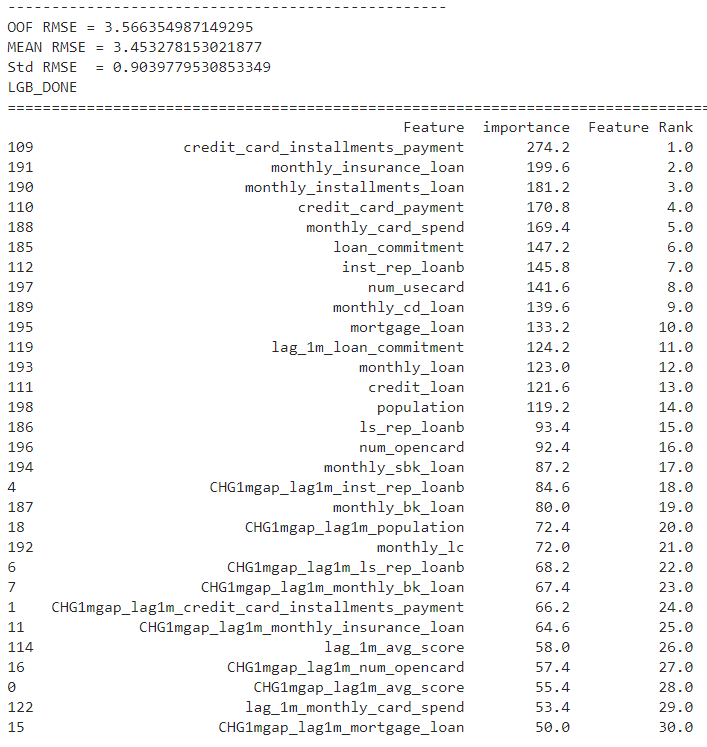 --------------------------------------------------
OOF RMSE = 3.566354987149295
MEAN RMSE = 3.453278153021877
Std RMSE  = 0.9039779530853349
LGB_DONE
================================================================================
Feature  importance  Feature Rank
109 credit_card_installments_payment 274.2 1.0
191 monthly_insurance_loan 199.6 2.0
190 monthly_installments_loan 181.2 3.0
110 credit_card_payment 170.8 4.0
188 monthly_card_spend 169.4 5.0
185 loan_commitment 147.2 6.0
112 inst_rep_loanb 145.8 7.0
197 num_usecard 141.6 8.0
189 monthly_cd_loan 139.6 9.0
195 mortgage_loan 133.2 10.0
119 lag_1m_loan_commitment 124.2 11.0
193 monthly_loan 123.0 12.0
111 credit_loan 121.6 13.0
198 population 119.2 14.0
186 ls_rep_loanb 93.4 15.0
196 num_opencard 92.4 16.0
194 monthly_sbk_loan 87.2 17.0
4 CHG1mgap_lag1m_inst_rep_loanb 84.6 18.0
187 monthly_bk_loan 80.0 19.0
18 CHG1mgap_lag1m_population 72.4 20.0
192 monthly_lc 72.0 21.0
6 CHG1mgap_lag1m_ls_rep_loanb 68.2 22.0
7 CHG1mgap_lag1m_monthly_bk_loan 67.4 23.0
1 CHG1mgap_lag1m_credit_card_installments_payment 66.2 24.0
11 CHG1mgap_lag1m_monthly_insurance_loan 64.6 25.0
114 lag_1m_avg_score 58.0 26.0
16 CHG1mgap_lag1m_num_opencard 57.4 27.0
0 CHG1mgap_lag1m_avg_score 55.4 28.0
122 lag_1m_monthly_card_spend 53.4 29.0
15 CHG1mgap_lag1m_mortgage_loan 50.0 30.0